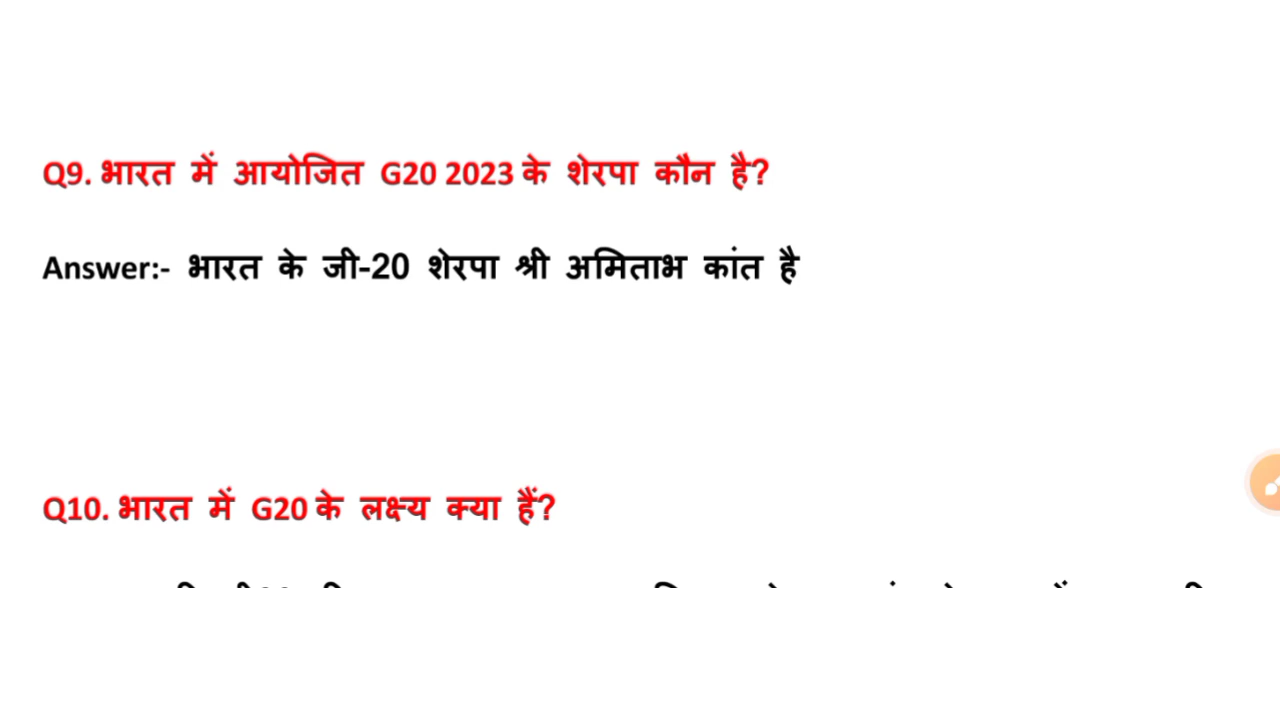 Q9. भारत में आयोजित G20 2023 के शेरपा कौन है?
Answer:- भारत के जी-20 शेरपा श्री अमिताभ कांत है
Q10. भारत में G20 के लक्ष्य क्या हैं?